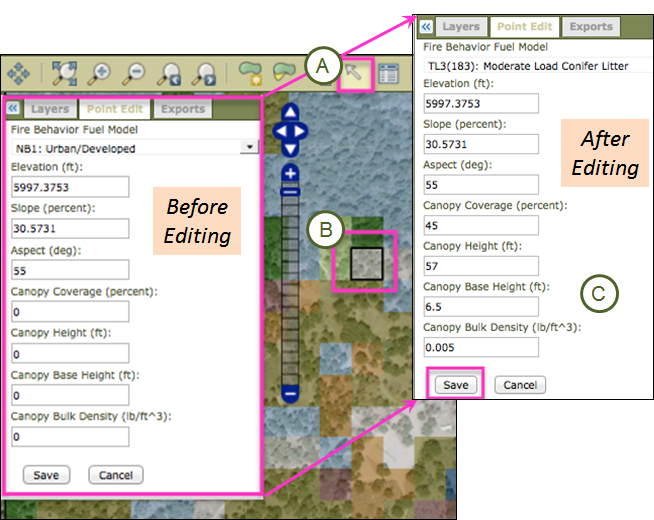 Layers Point Edit Exports
Fire Behavior Fuel Model
NB1: Urban/Developed
Elevation (ft):
5997.3753
Slope (percent):
30.5731
Aspect (deg):
55
Canopy Coverage (percent):
0
Canopy Height (ft):
0
Canopy Base Height (ft):
0
Canopy Bulk Density (lb/ft^3):
0
Save Cancel
Before
Editing
A
B
Layers Point Edit Exports
Fire Behavior Fuel Model
TL3(183): Moderate Load Conifer Litter
Elevation (ft):
5997.3753
Slope (percent):
30.5731
Aspect (deg):
55
Canopy Coverage (percent):
45
Canopy Height (ft):
57
Canopy Base Height (ft):
6.5
Canopy Bulk Density (lb/ft^3):
0.005
Save Cancel
After
Editing
C